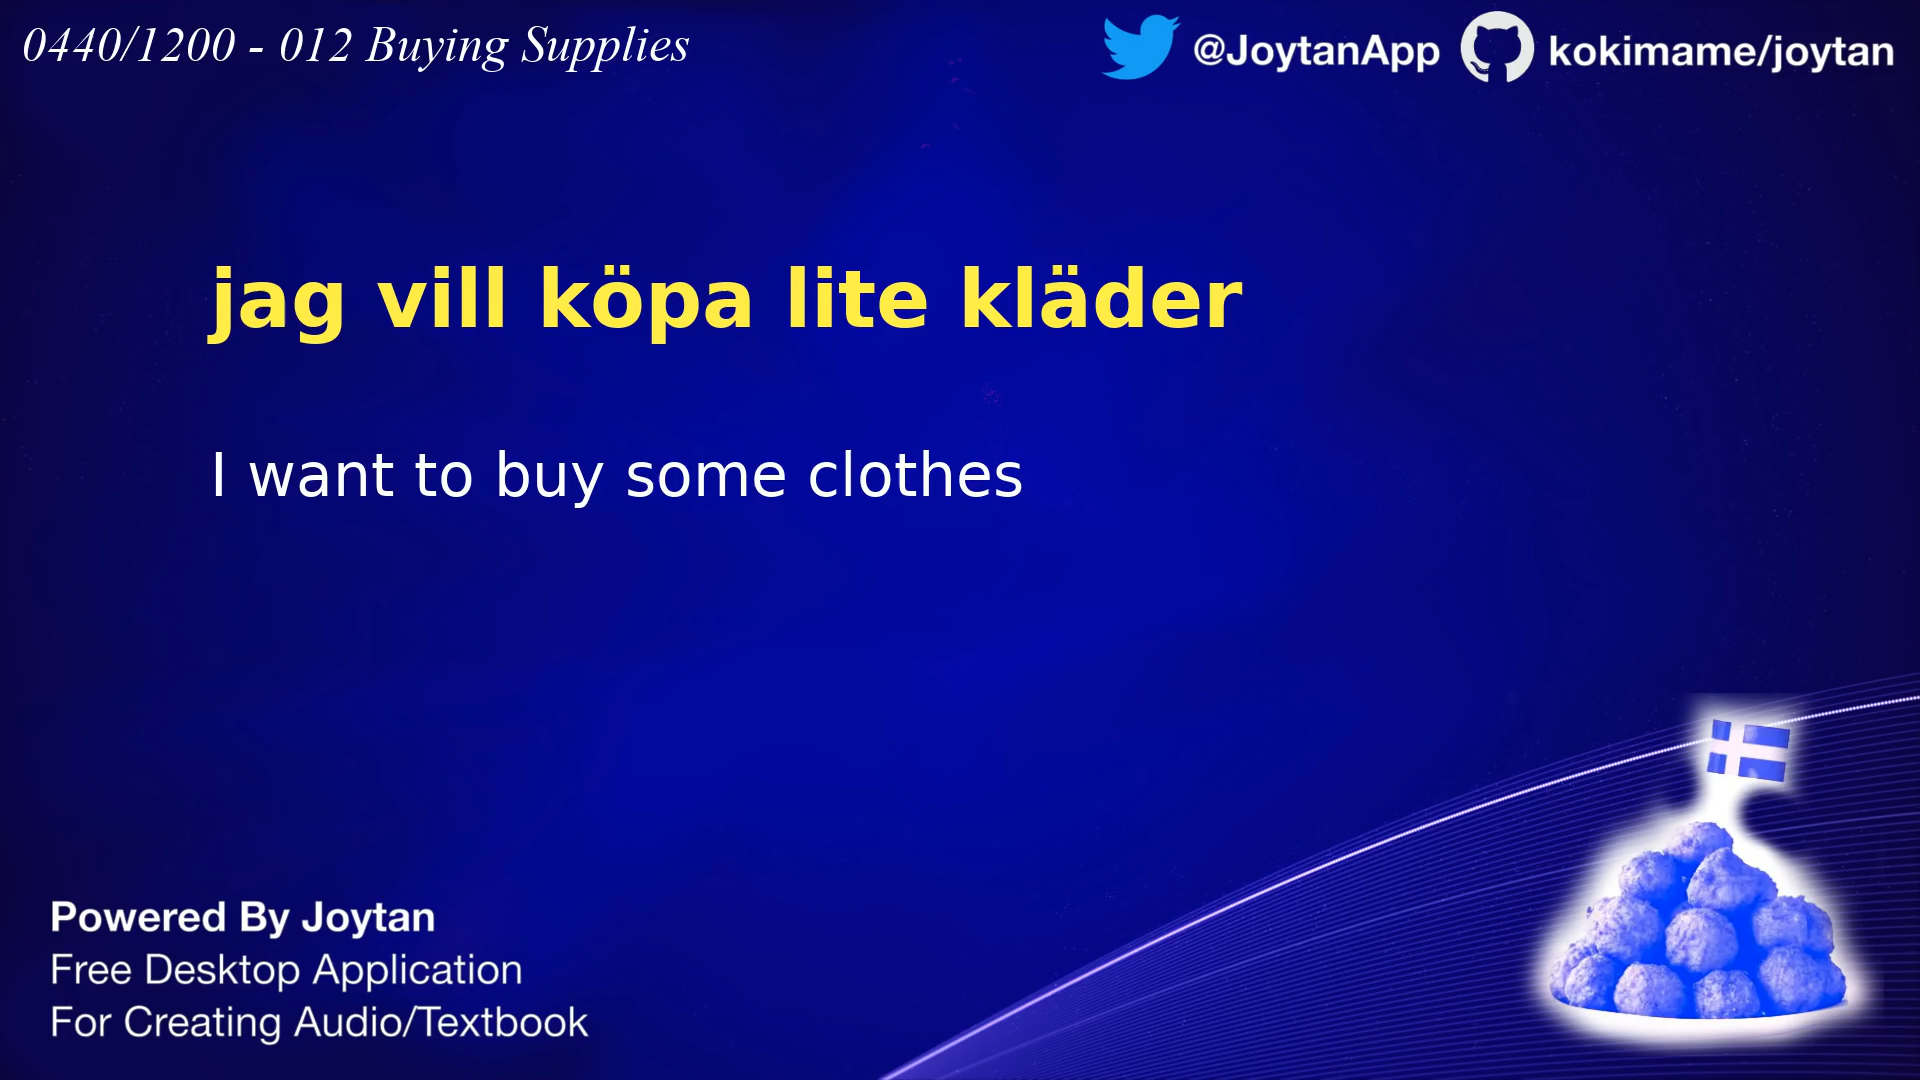 0440/1200 - 012 Buying Supplies
@JoytanApp
kokimame/joytan
jag vill köpa lite kläder
I want to buy some clothes
Powered By Joytan
Free Desktop Application
For Creating Audio/Textbook